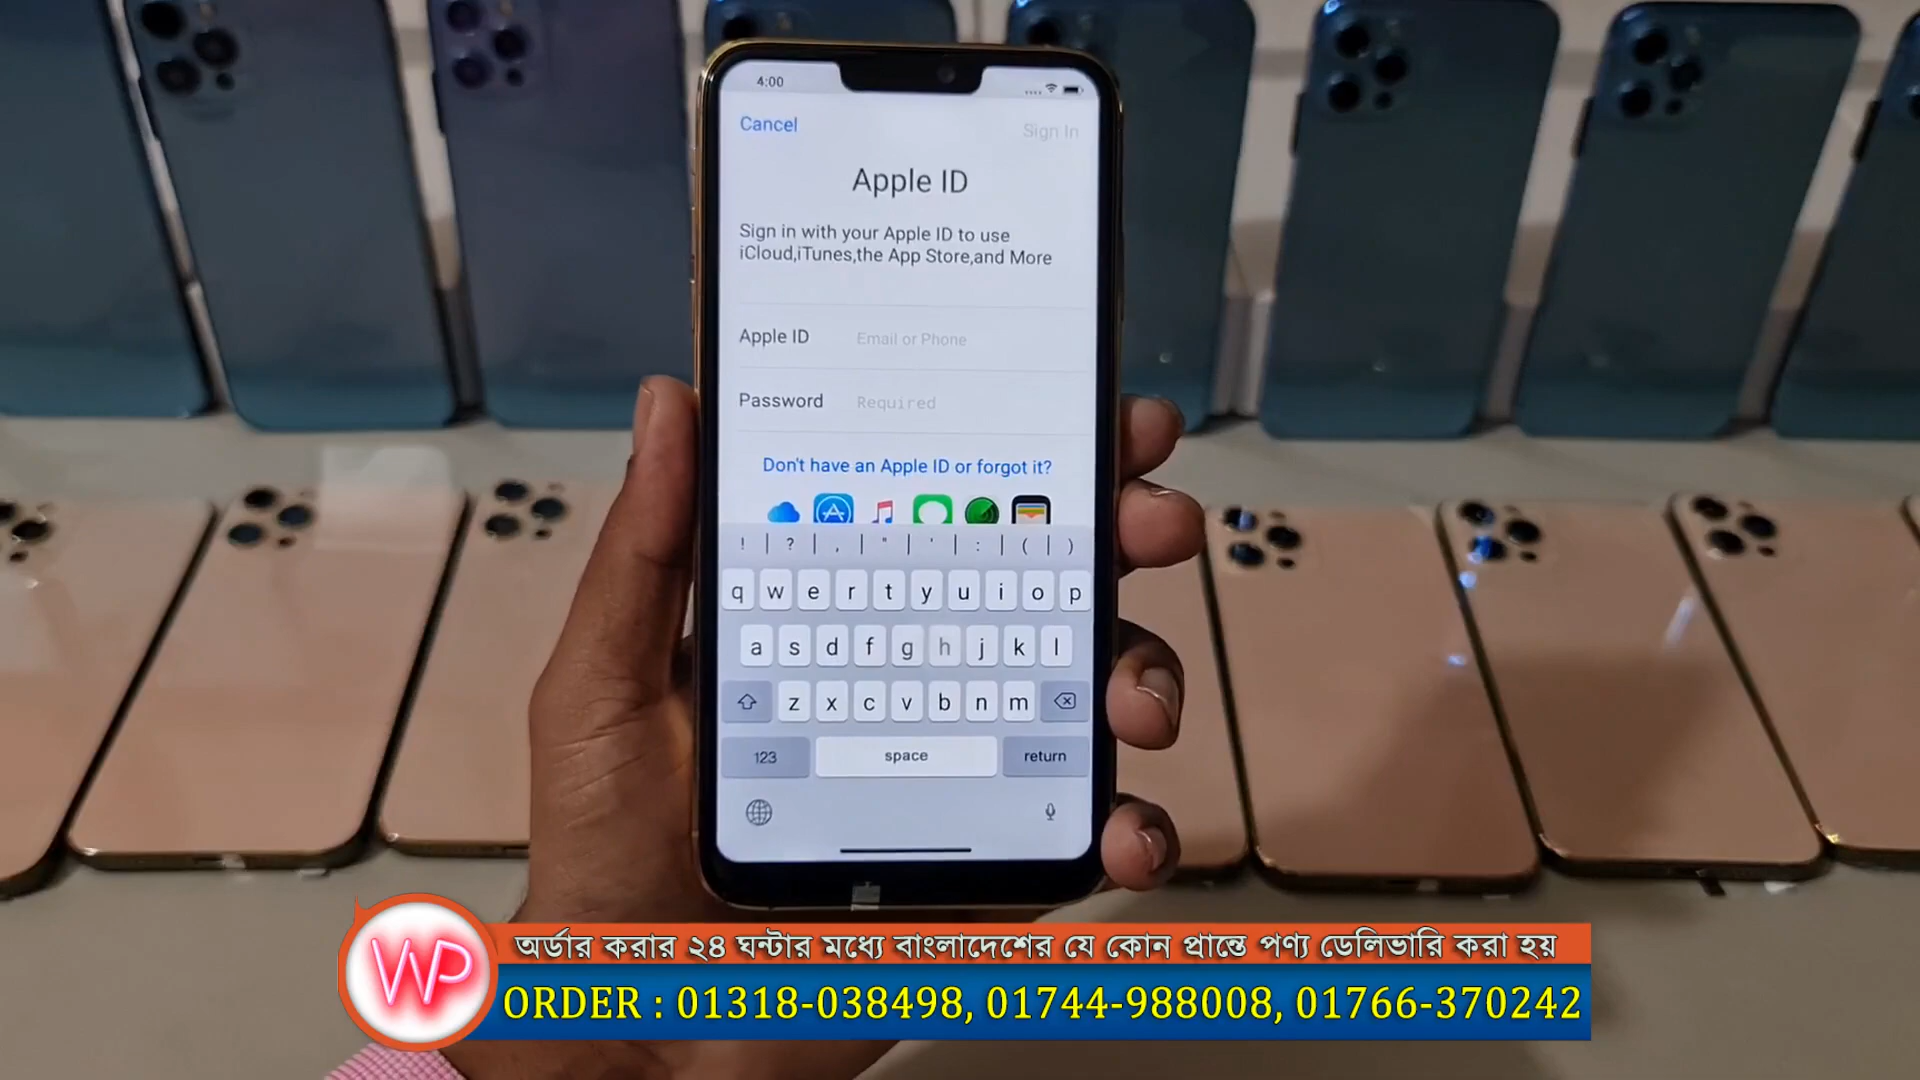 4:00
Cancel
Sign In
Apple ID
Sign in with your Apple ID to use
iCloud,iTunes,the App Store,and More
Apple ID Email or Phone
Password Required
Don't have an Apple ID or forgot it?
! ? , " ' : ( )
q w e r t y u i o p
a s d f g h j k l
z x c v b n m
123 space return
WP
অর্ডার করার ২৪ ঘন্টার মধ্যে বাংলাদেশের যে কোন প্রান্তে পণ্য ডেলিভারি করা হয়
ORDER : 01318-038498, 01744-988008, 01766-370242